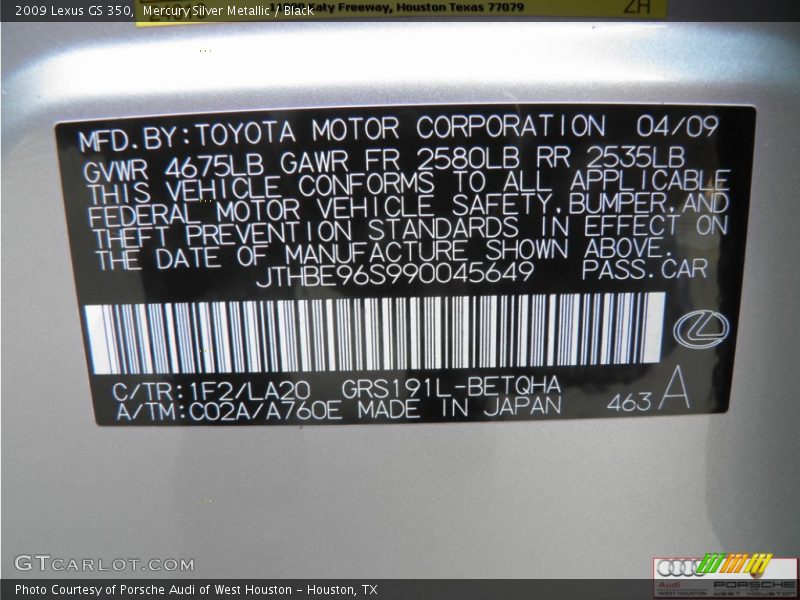 2009 Lexus GS 350, Mercury Silver Metallic / Black
Katy Freeway, Houston Texas 77079
ZH
MFD.BY:TOYOTA MOTOR CORPORATION 04/09
GVWR 4675LB GAWR FR 2580LB RR 2535LB
THIS VEHICLE CONFORMS TO ALL APPLICABLE
FEDERAL MOTOR VEHICLE SAFETY,BUMPER,AND
THEFT PREVENTION STANDARDS IN EFFECT ON
THE DATE OF MANUFACTURE SHOWN ABOVE.
JTHBE96S990045649 PASS.CAR
C/TR:1F2/LA20 GRS191L-BETQHA
A/TM:C02A/A760E MADE IN JAPAN 463 A
GTCARLOT.COM
Audi PORSCHE
WEST HOUSTON WEST HOUSTON
Photo Courtesy of Porsche Audi of West Houston - Houston, TX